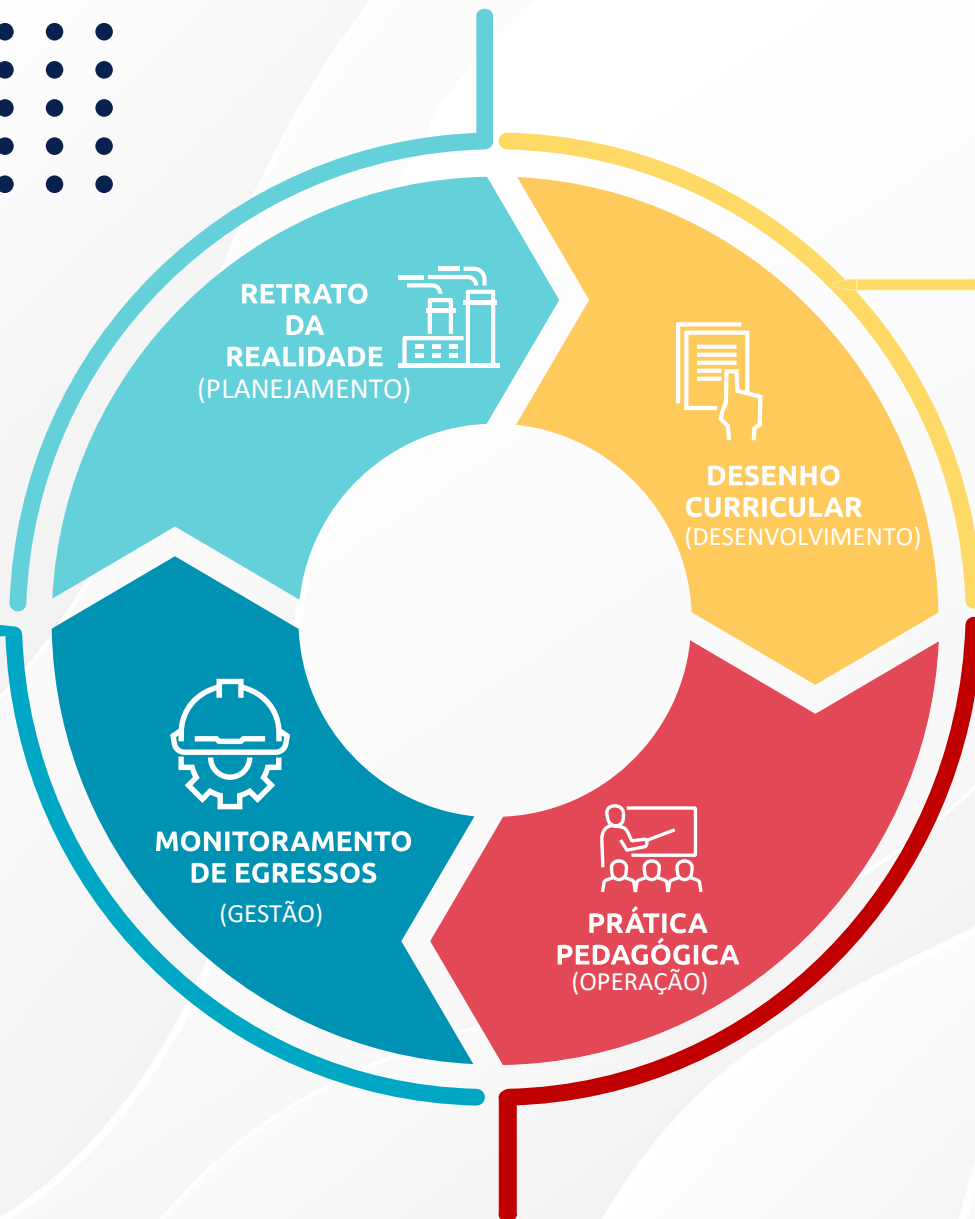 RETRATO
DA
REALIDADE
(PLANEJAMENTO)
DESENHO
CURRICULAR
(DESENVOLVIMENTO)
PRÁTICA
PEDAGÓGICA
(OPERAÇÃO)
MONITORAMENTO
DE EGRESSOS
(GESTÃO)